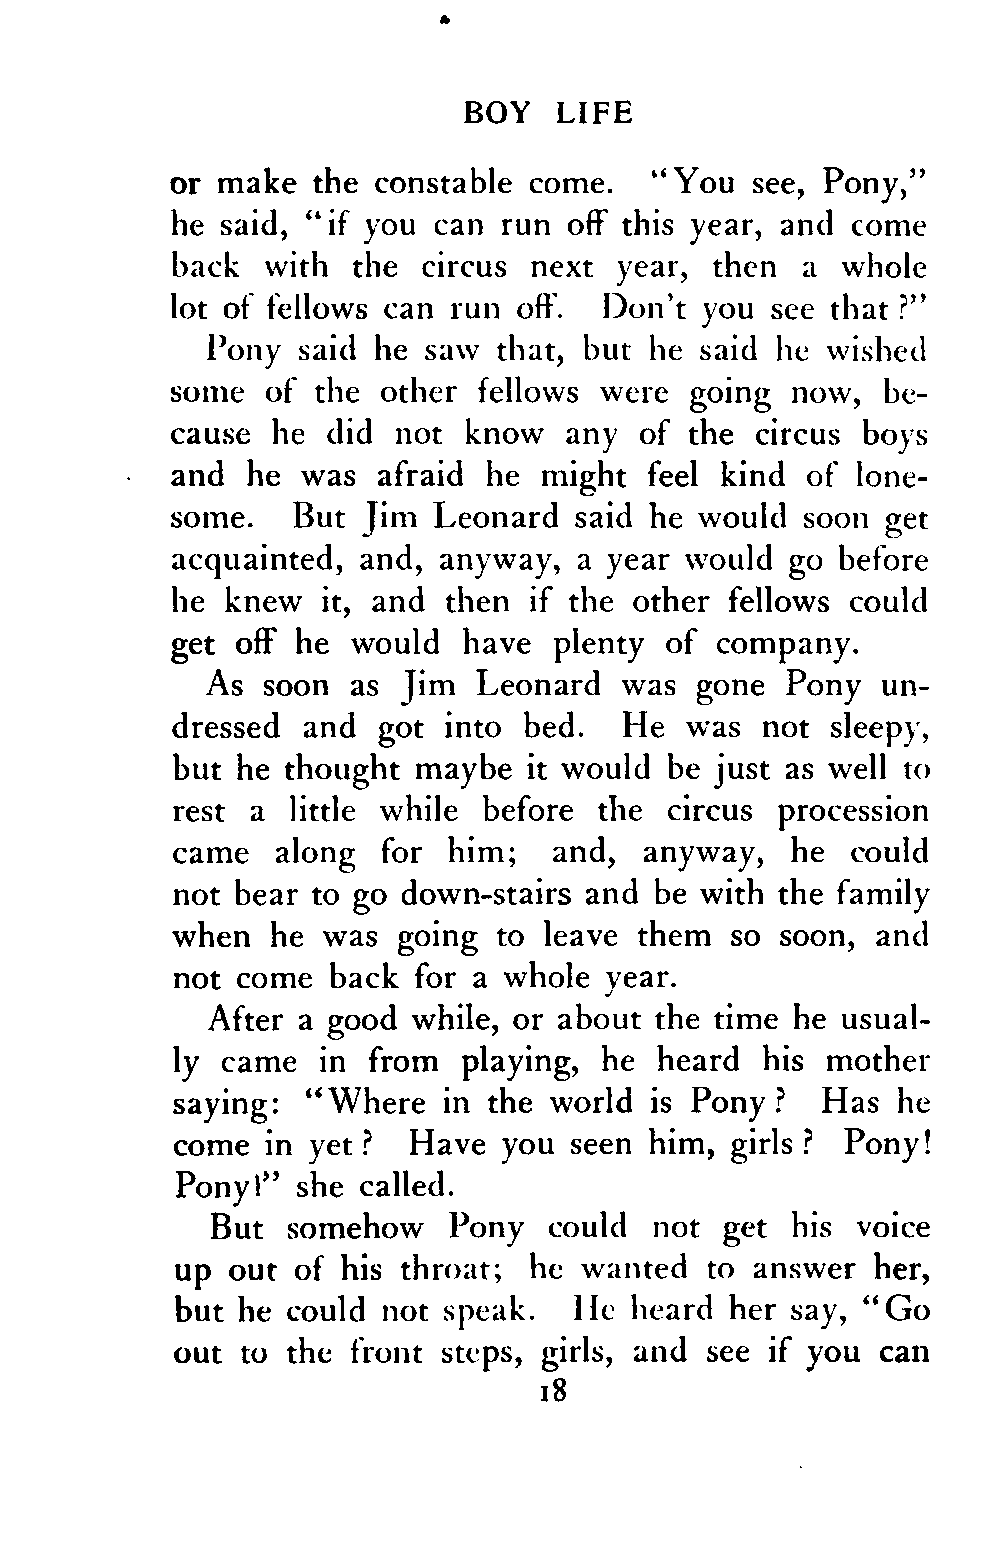 BOY LIFE
or make the constable come. "You see, Pony,"
he said, "if you can run off this year, and come
back with the circus next year, then a whole
lot of fellows can run off. Don't you see that?"
Pony said he saw that, but he said he wished
some of the other fellows were going now, be-
cause he did not know any of the circus boys
and he was afraid he might feel kind of lone-
some. But Jim Leonard said he would soon get
acquainted, and, anyway, a year would go before
he knew it, and then if the other fellows could
get off he would have plenty of company.
As soon as Jim Leonard was gone Pony un-
dressed and got into bed. He was not sleepy,
but he thought maybe it would be just as well to
rest a little while before the circus procession
came along for him; and, anyway, he could
not bear to go down-stairs and be with the family
when he was going to leave them so soon, and
not come back for a whole year.
After a good while, or about the time he usual-
ly came in from playing, he heard his mother
saying: "Where in the world is Pony? Has he
come in yet? Have you seen him, girls? Pony!
Pony!" she called.
But somehow Pony could not get his voice
up out of his throat; he wanted to answer her,
but he could not speak. He heard her say, "Go
out to the front steps, girls, and see if you can
18